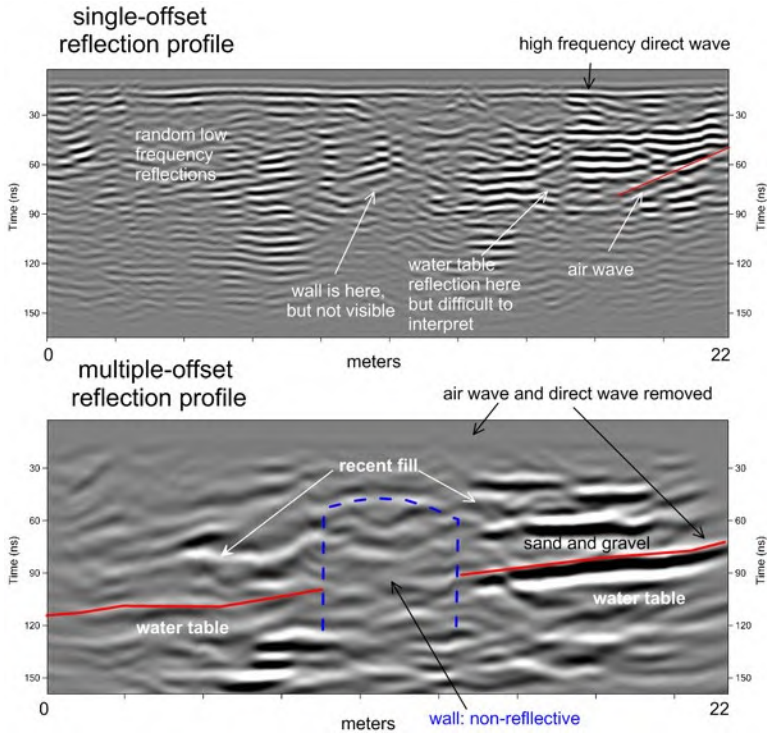 single-offset
reflection profile
high frequency direct wave
30
60
90
120
150
Time (ns)
30
60
90
120
150
Time (ns)
random low
frequency
reflections
wall is here,
but not visible
water table
reflection here
but difficult to
interpret
air wave
0
meters
22
multiple-offset
reflection profile
air wave and direct wave removed
30
60
90
120
150
Time (ns)
30
60
90
120
150
Time (ns)
recent fill
sand and gravel
water table
water table
0
meters
wall: non-refllective
22